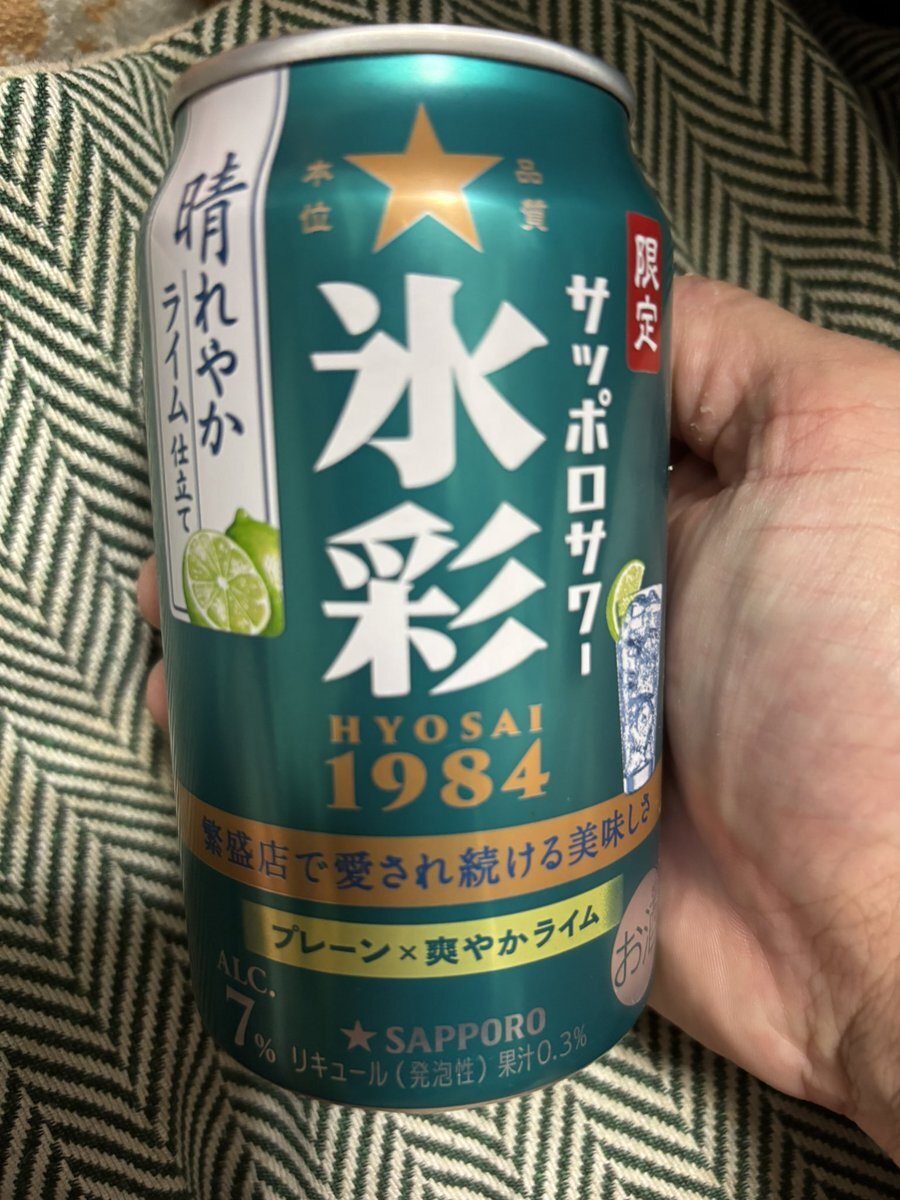 晴れやか
ライム仕立て
品質
本位
限定
サッポロサワー
氷彩
HYOSAI
1984
繁盛店で愛され続ける美味しさ
プレーン×爽やかライム
お酒
ALC.
7%
★SAPPORO
リキュール(発泡性)果汁0.3%